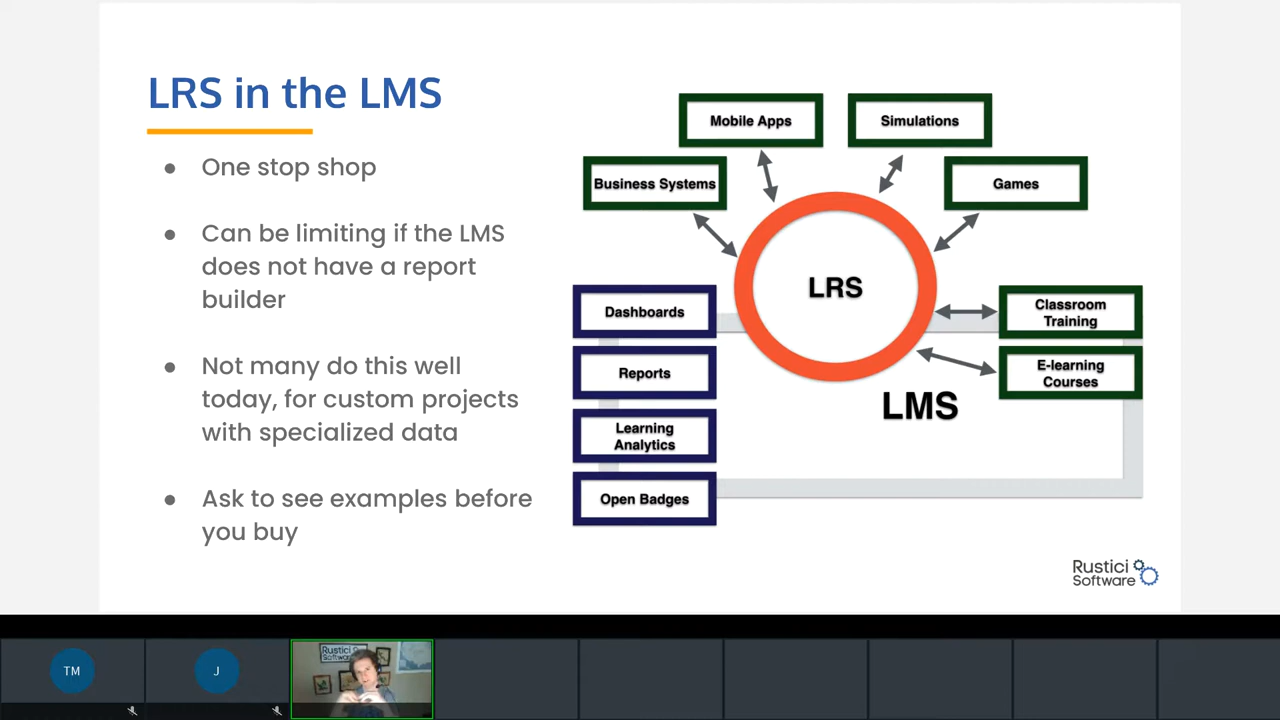 LRS in the LMS
● One stop shop
● Can be limiting if the LMS
does not have a report
builder
● Not many do this well
today, for custom projects
with specialized data
● Ask to see examples before
you buy
Mobile Apps
Simulations
Business Systems
Games
LRS
Dashboards
Classroom
Training
Reports
E-learning
Courses
LMS
Learning
Analytics
Open Badges
Rustici
Software
TM
J
Rustici
Software